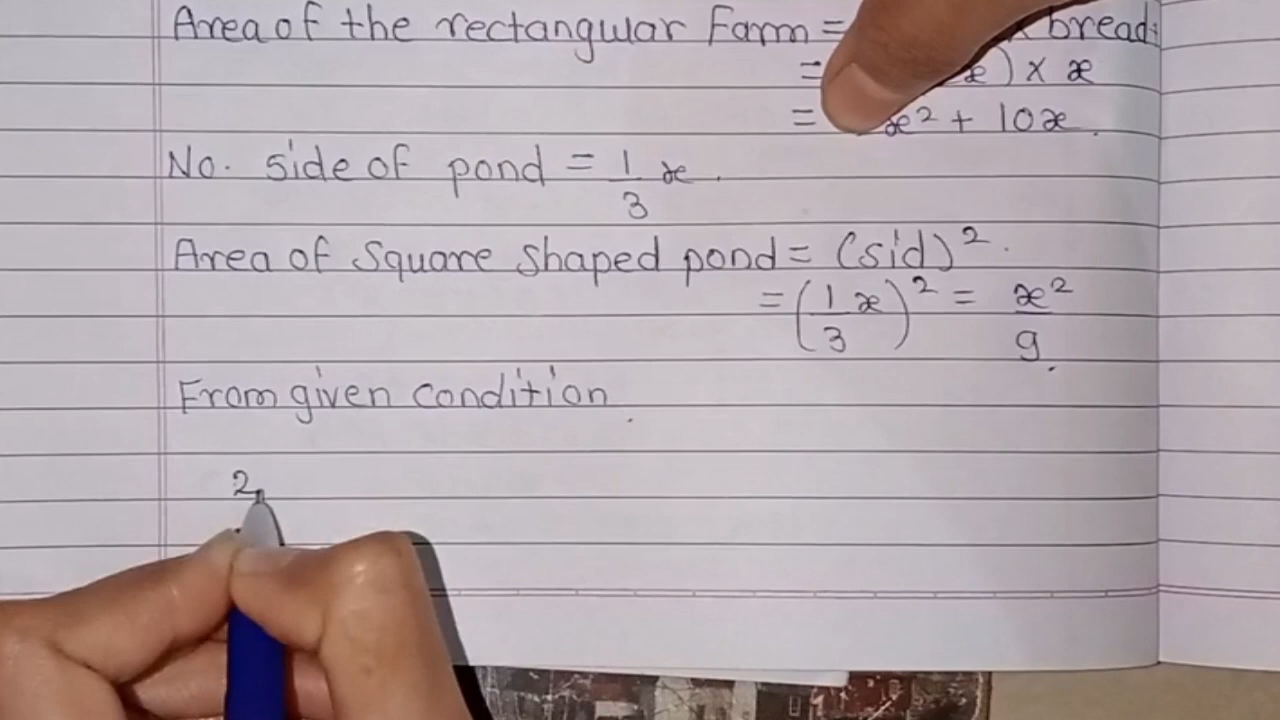 Area of the rectangular Farm = × bread
= x) × x
= x² + 10x.
No. side of pond = 1/3 x.
Area of square shaped pond = (sid)².
= (1/3 x)² = x²/9.
From given condition.
2